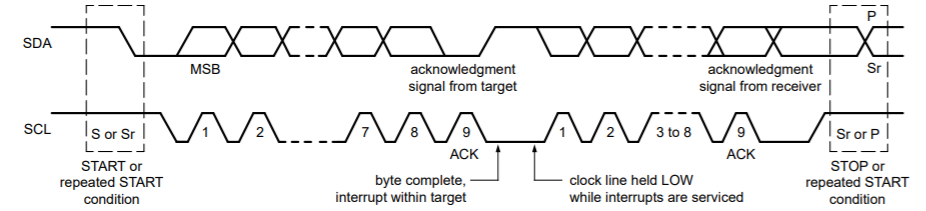 P
SDA
MSB
acknowledgment
signal from target
acknowledgment
signal from receiver
Sr
SCL
S or Sr
1
2
7
8
9
1
2
3 to 8
9
Sr or P
ACK
ACK
START or
repeated START
condition
byte complete,
interrupt within target
clock line held LOW
while interrupts are serviced
STOP or
repeated START
condition